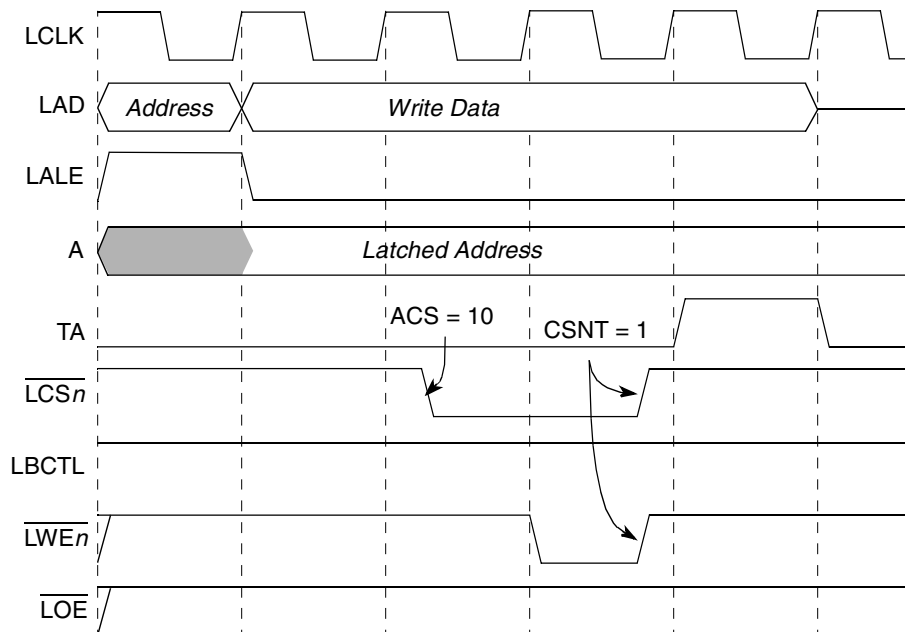 LCLK
LAD Address Write Data
LALE
A Latched Address
TA ACS = 10 CSNT = 1
LCSn
LBCTL
LWEn
LOE